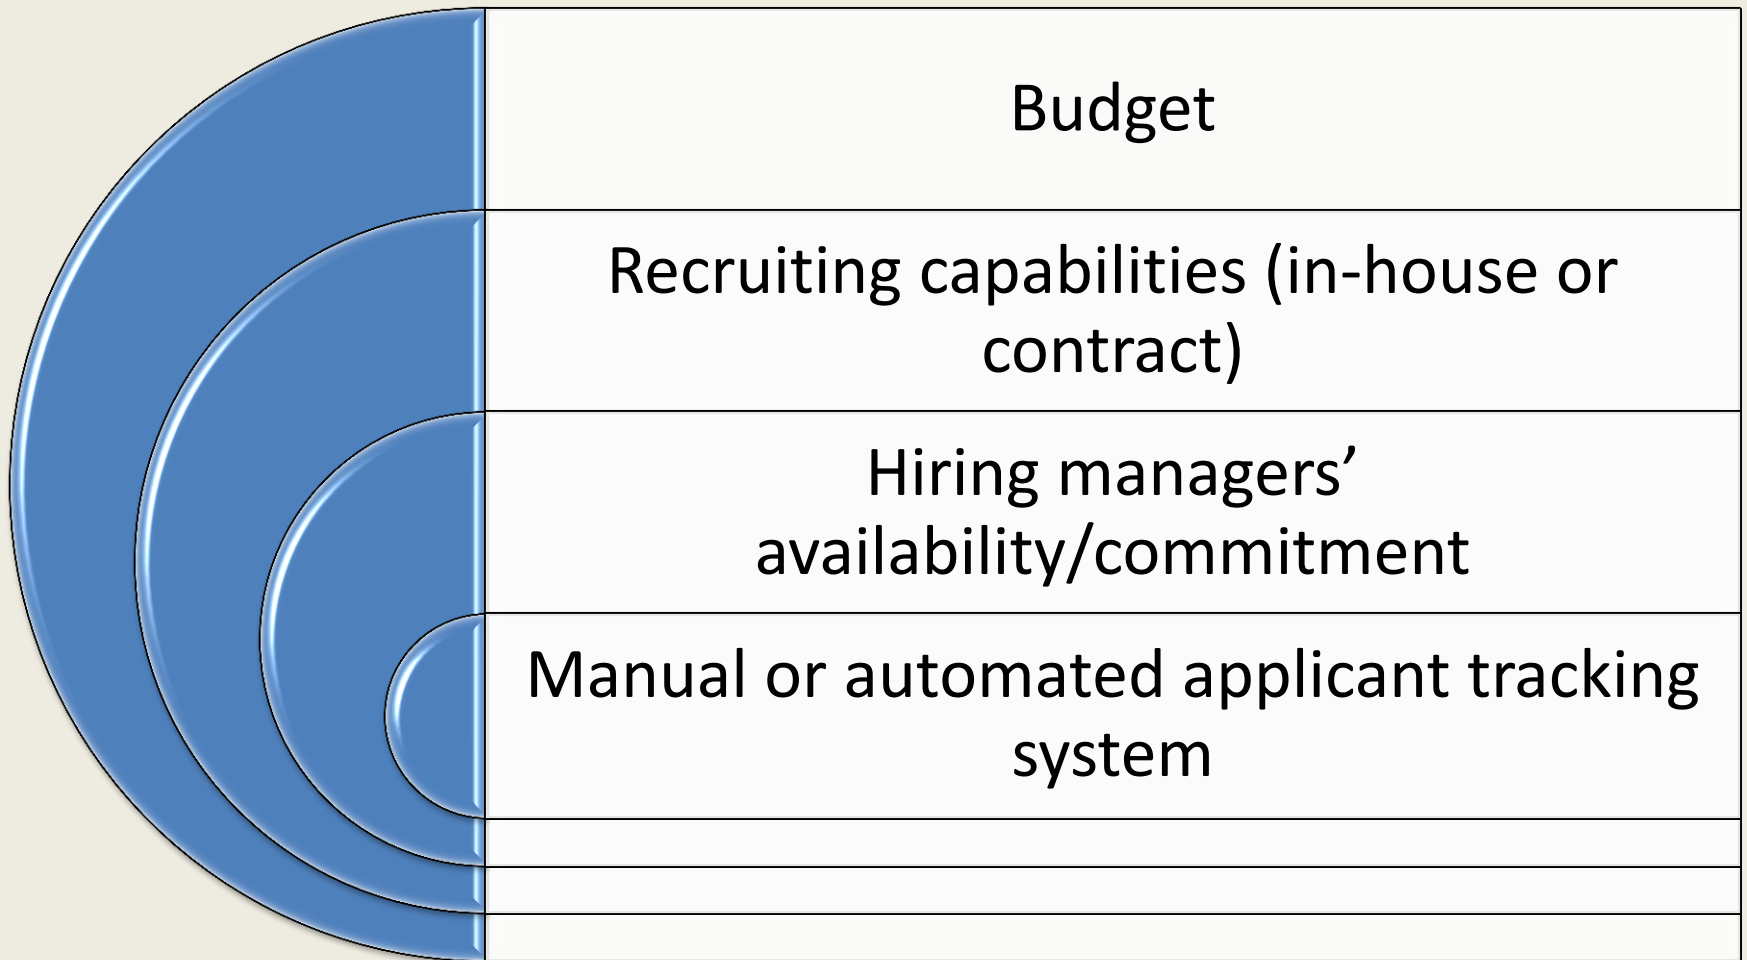 Budget
Recruiting capabilities (in-house or
contract)
Hiring managers’
availability/commitment
Manual or automated applicant tracking
system